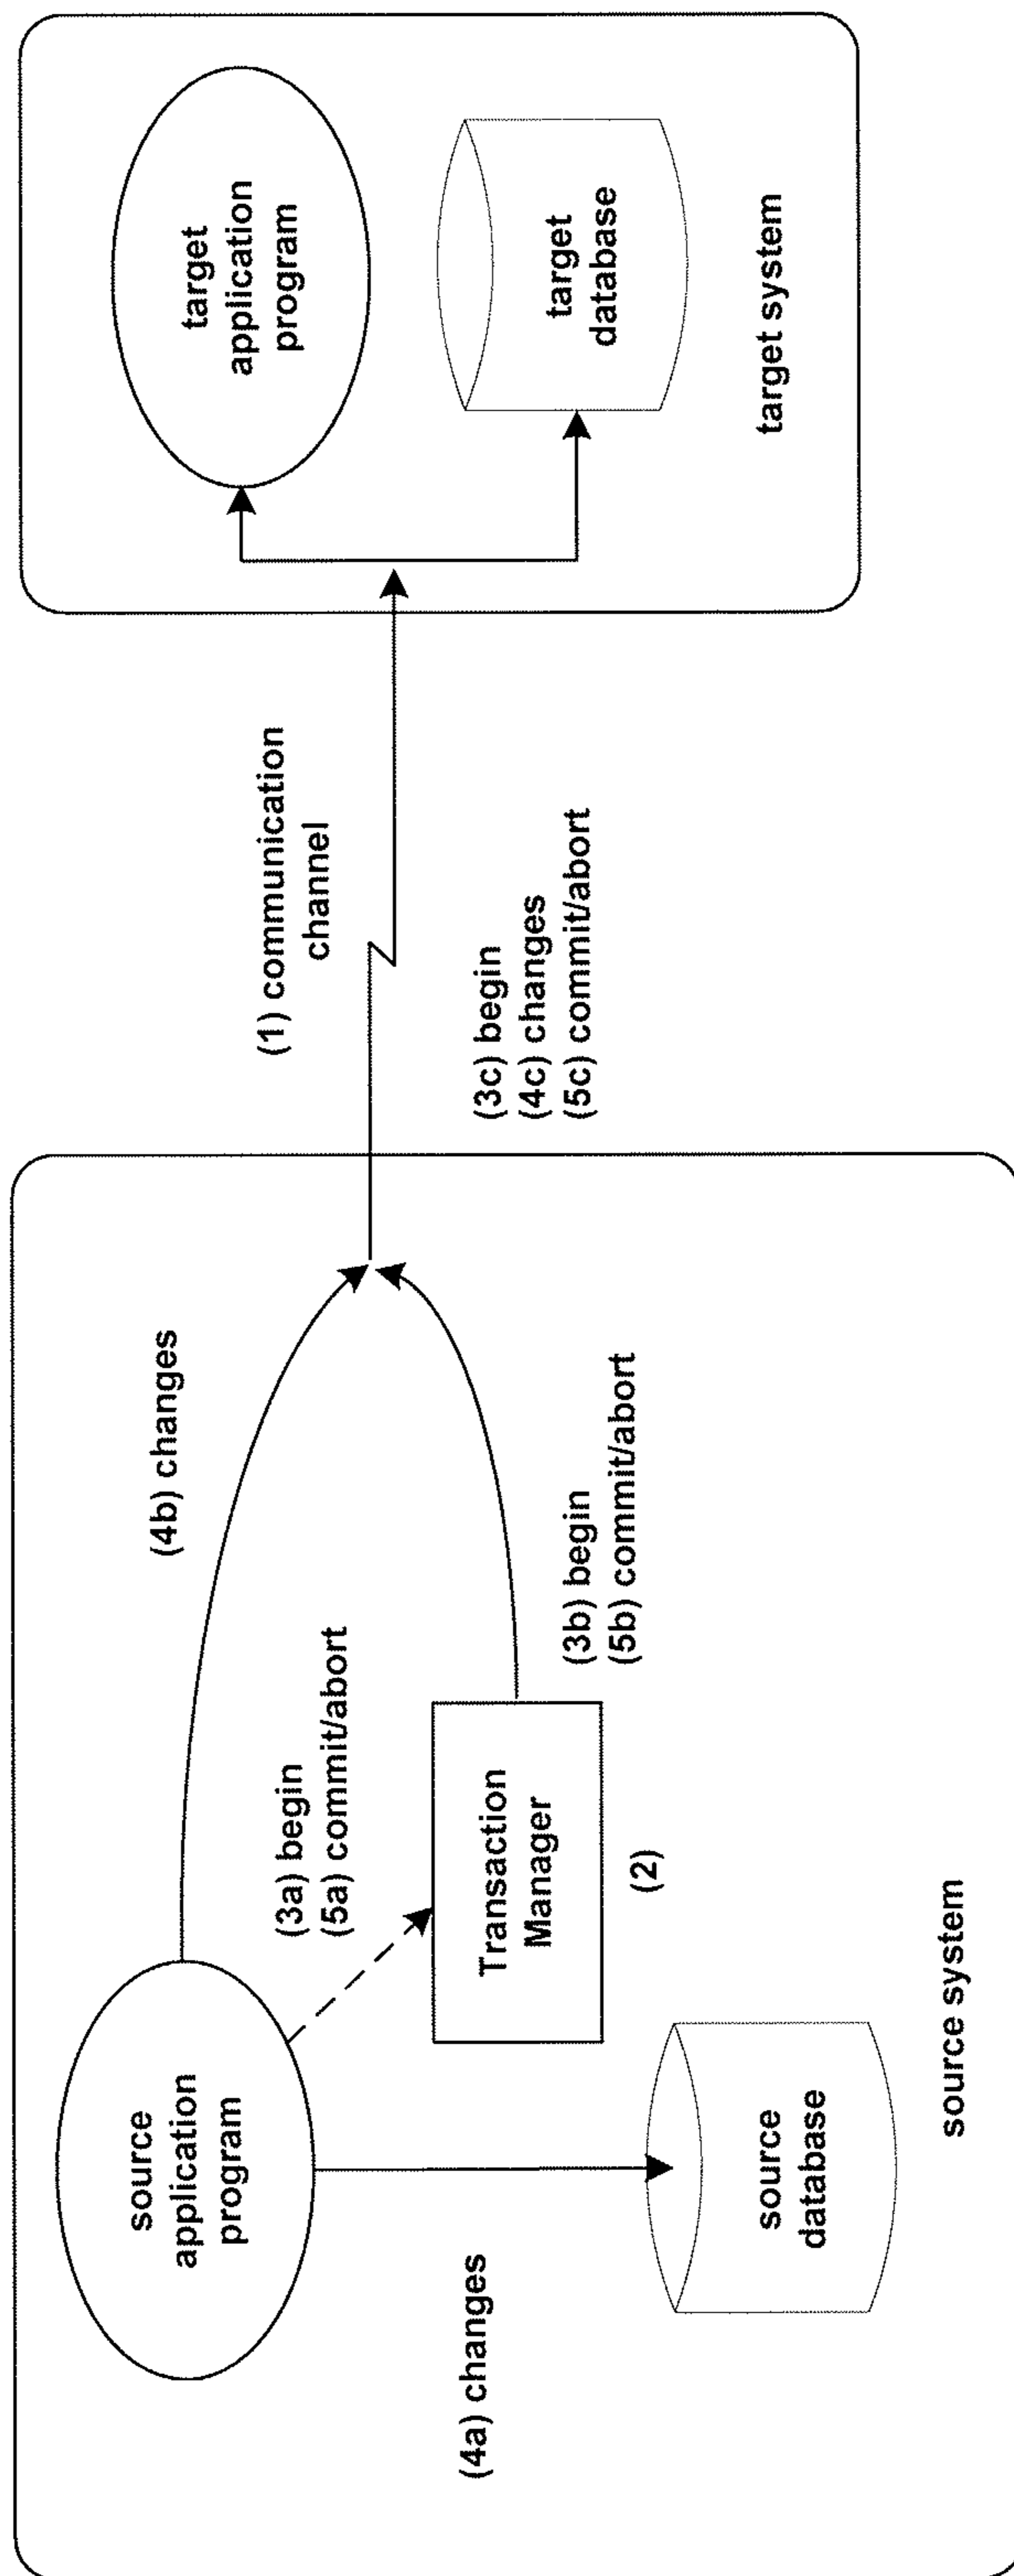 source
application
program
(4a) changes
source
database
(3a) begin
(5a) commit/abort
Transaction
Manager
(2)
(4b) changes
(3b) begin
(5b) commit/abort
source system
(1) communication
channel
(3c) begin
(4c) changes
(5c) commit/abort
target
application
program
target
database
target system